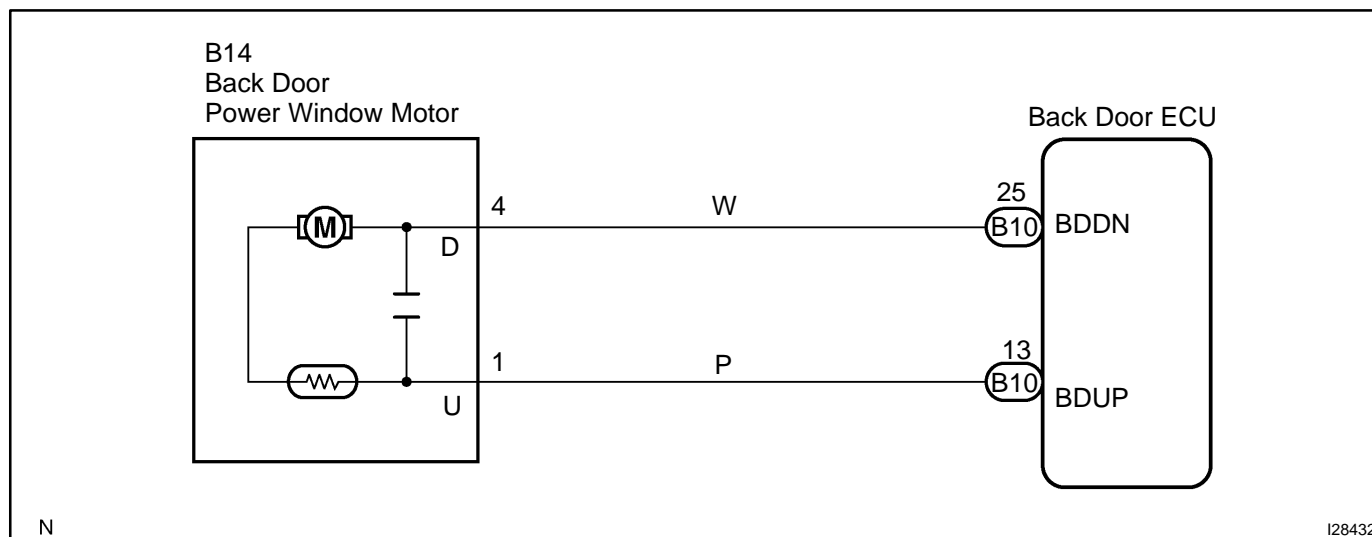 B14
Back Door
Power Window Motor
Back Door ECU
M
4
W
25
B10
BDDN
D
1
P
13
B10
BDUP
U
N
I28432